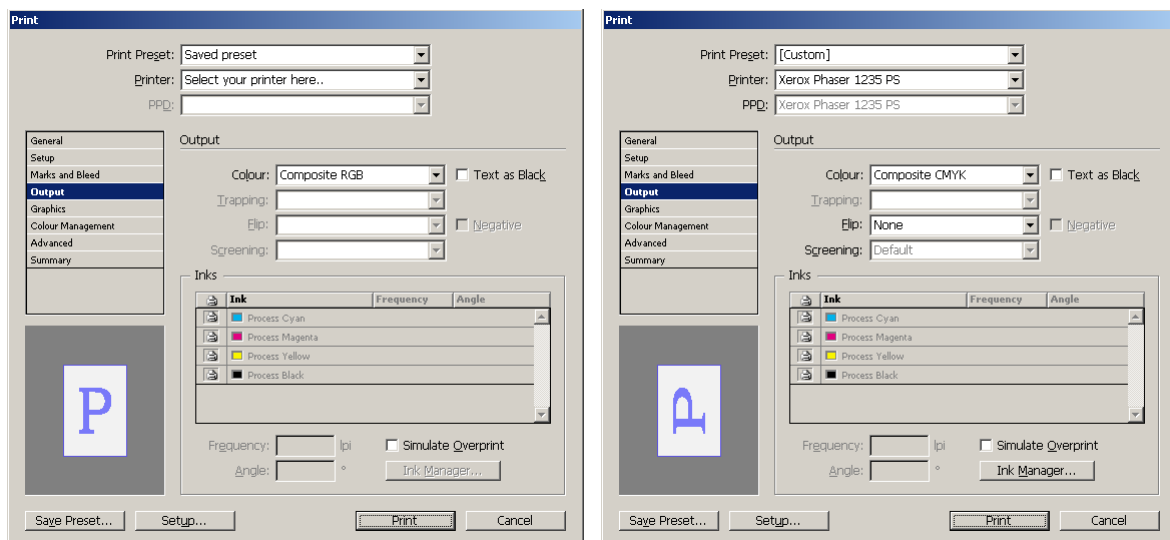 Print
Print Preset: Saved preset
Printer: Select your printer here..
PPD:
General
Setup
Marks and Bleed
Output
Graphics
Colour Management
Advanced
Summary
P
Output
Colour: Composite RGB Text as Black
Trapping:
Flip: Negative
Screening:
Inks
Ink Frequency Angle
Process Cyan
Process Magenta
Process Yellow
Process Black
Frequency: lpi Simulate Overprint
Angle: ° Ink Manager...
Save Preset... Setup... Print Cancel
Print
Print Preset: [Custom]
Printer: Xerox Phaser 1235 PS
PPD: Xerox Phaser 1235 PS
General
Setup
Marks and Bleed
Output
Graphics
Colour Management
Advanced
Summary
P
Output
Colour: Composite CMYK Text as Black
Trapping:
Flip: None Negative
Screening: Default
Inks
Ink Frequency Angle
Process Cyan
Process Magenta
Process Yellow
Process Black
Frequency: lpi Simulate Overprint
Angle: ° Ink Manager...
Save Preset... Setup... Print Cancel